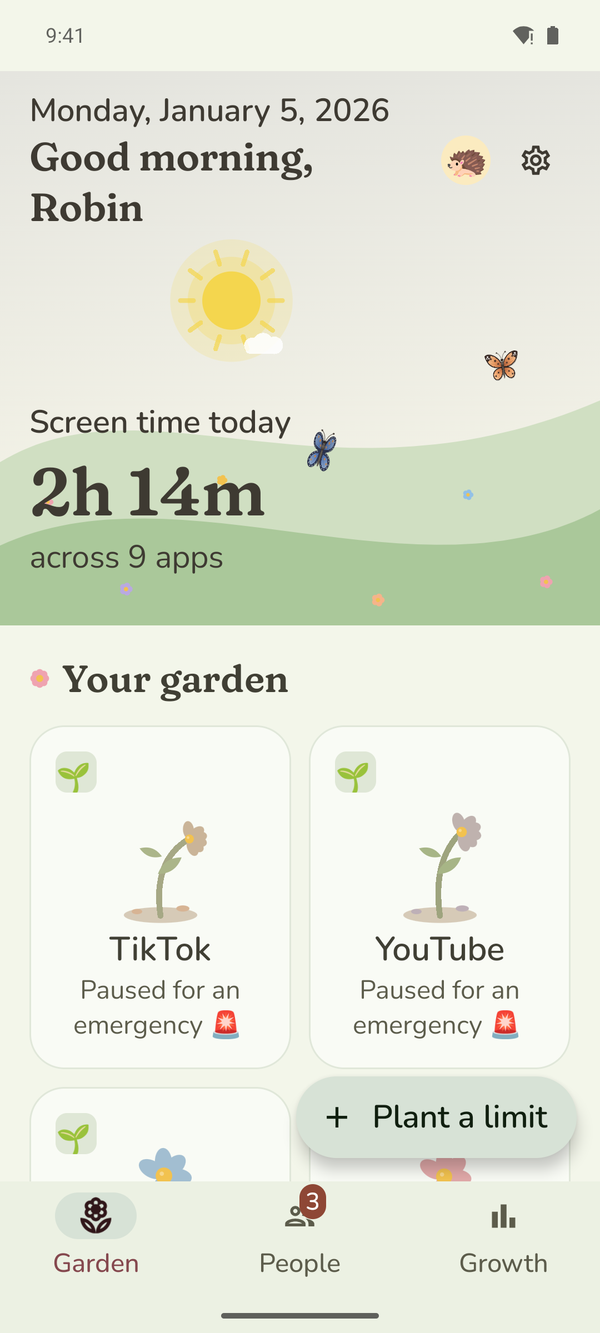 9:41
Monday, January 5, 2026
Good morning,
Robin
Screen time today
2h 14m
across 9 apps
Your garden
TikTok
Paused for an
emergency 🚨
YouTube
Paused for an
emergency 🚨
+ Plant a limit
3
Garden
People
Growth